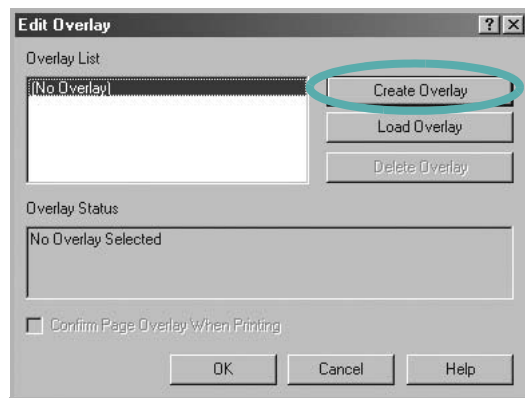 Edit Overlay
Overlay List
(No Overlay)
Create Overlay
Load Overlay
Delete Overlay
Overlay Status
No Overlay Selected
Confirm Page Overlay When Printing
OK Cancel Help